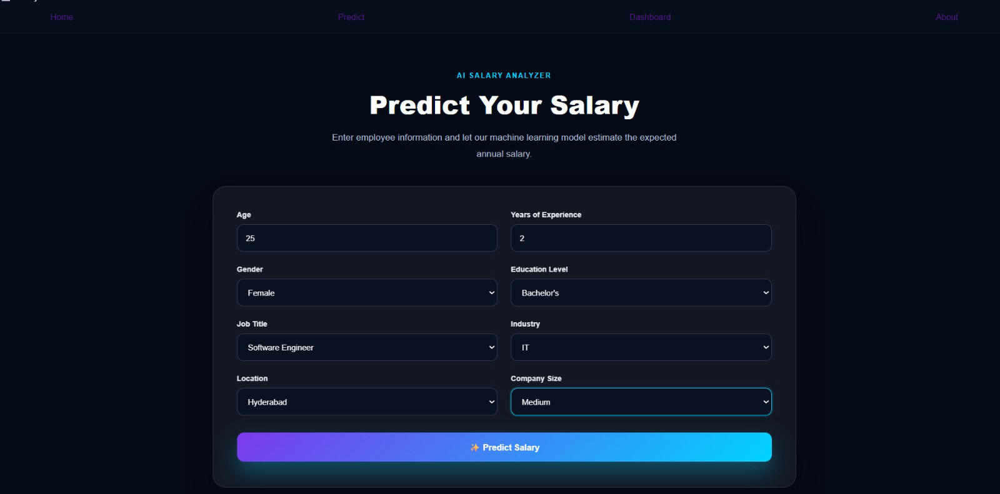 Home Predict Dashboard About
AI SALARY ANALYZER
Predict Your Salary
Enter employee information and let our machine learning model estimate the expected
annual salary.
Age Years of Experience
25 2
Gender Education Level
Female Bachelor's
Job Title Industry
Software Engineer IT
Location Company Size
Hyderabad Medium
✨ Predict Salary